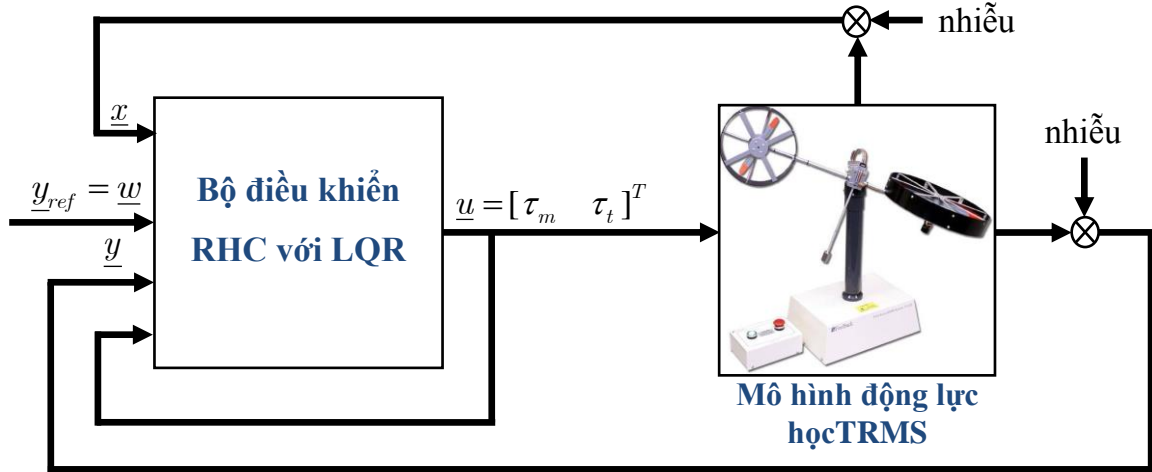 nhiễu
nhiễu
x
y_ref = w
y
Bộ điều khiển
RHC với LQR
u = [τ_m τ_t]^T
Mô hình động lực
họcTRMS